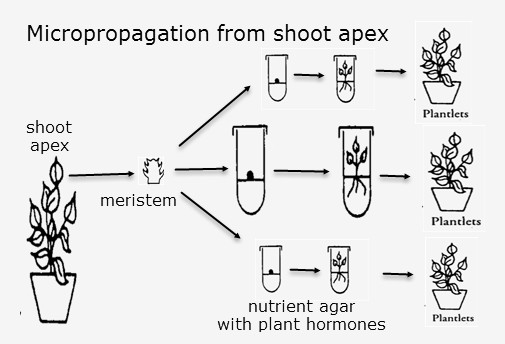 Micropropagation from shoot apex
Plantlets
shoot
apex
meristem
Plantlets
nutrient agar
with plant hormones
Plantlets